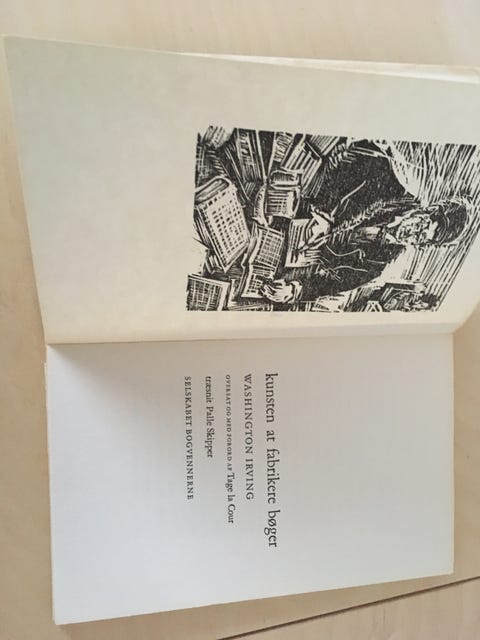 kunsten at fabrikere bøger
WASHINGTON IRVING
OVERSAT OG MED FORORD AF Tage la Cour
træsnit Palle Skipper
SELSKABET BOGVENNERNE